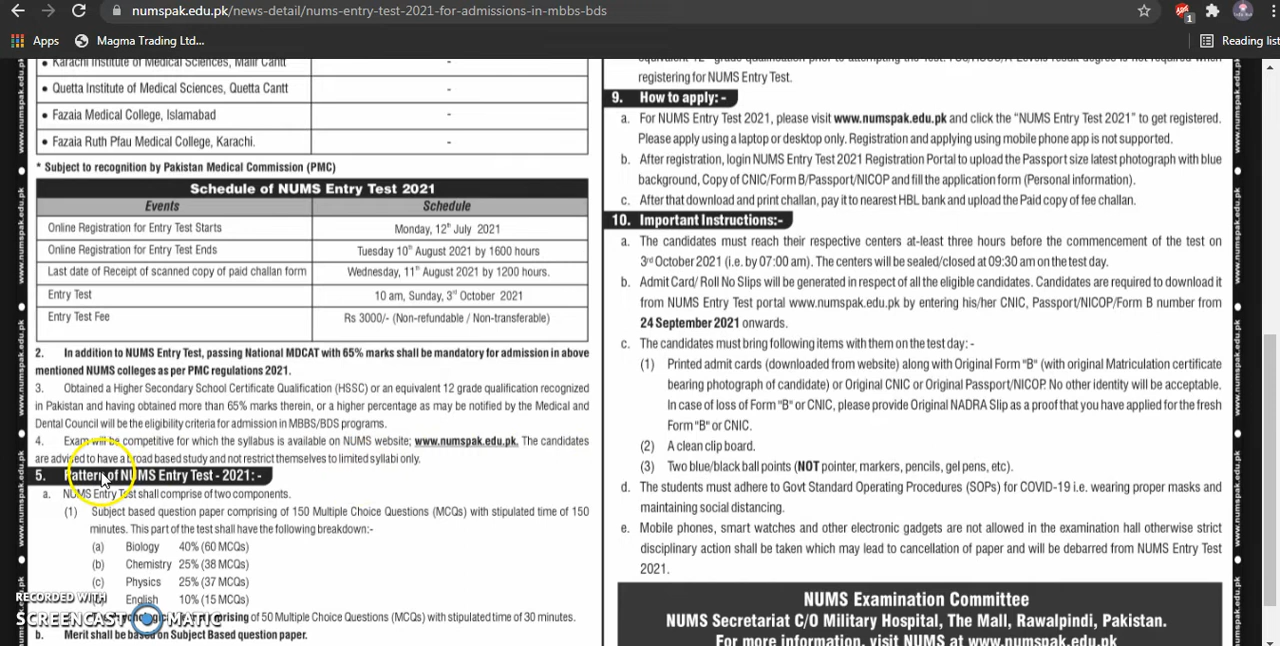 numspak.edu.pk/news-detail/nums-entry-test-2021-for-admissions-in-mbbs-bds
1
Apps
Magma Trading Ltd...
Reading list
• Karachi Institute of Medical Sciences, Malir Cantt -
• Quetta Institute of Medical Sciences, Quetta Cantt -
• Fazaia Medical College, Islamabad -
• Fazaia Ruth Pfau Medical College, Karachi. -
* Subject to recognition by Pakistan Medical Commission (PMC)
Schedule of NUMS Entry Test 2021
Events Schedule
Online Registration for Entry Test Starts Monday, 12th July 2021
Online Registration for Entry Test Ends Tuesday 10th August 2021 by 1600 hours
Last date of Receipt of scanned copy of paid challan form Wednesday, 11th August 2021 by 1200 hours.
Entry Test 10 am, Sunday, 3rd October 2021
Entry Test Fee Rs 3000/- (Non-refundable / Non-transferable)
2. In addition to NUMS Entry Test, passing National MDCAT with 65% marks shall be mandatory for admission in above
mentioned NUMS colleges as per PMC regulations 2021.
3. Obtained a Higher Secondary School Certificate Qualification (HSSC) or an equivalent 12 grade qualification recognized
in Pakistan and having obtained more than 65% marks therein, or a higher percentage as may be notified by the Medical and
Dental Council will be the eligibility criteria for admission in MBBS/BDS programs.
4. Exam will be competitive for which the syllabus is available on NUMS website; www.numspak.edu.pk. The candidates
are advised to have a broad based study and not restrict themselves to limited syllabi only.
5. Pattern of NUMS Entry Test - 2021: -
a. NUMS Entry Test shall comprise of two components.
(1) Subject based question paper comprising of 150 Multiple Choice Questions (MCQs) with stipulated time of 150
minutes. This part of the test shall have the following breakdown:-
(a) Biology 40% (60 MCQs)
(b) Chemistry 25% (38 MCQs)
(c) Physics 25% (37 MCQs)
English 10% (15 MCQs)
comprising of 50 Multiple Choice Questions (MCQs) with stipulated time of 30 minutes.
b. Merit shall be based on Subject Based question paper.
RECORDED WITH
SCREENCAST MATIC
registering for NUMS Entry Test.
9. How to apply: -
a. For NUMS Entry Test 2021, please visit www.numspak.edu.pk and click the “NUMS Entry Test 2021” to get registered.
Please apply using a laptop or desktop only. Registration and applying using mobile phone app is not supported.
b. After registration, login NUMS Entry Test 2021 Registration Portal to upload the Passport size latest photograph with blue
background, Copy of CNIC/Form B/Passport/NICOP and fill the application form (Personal information).
c. After that download and print challan, pay it to nearest HBL bank and upload the Paid copy of fee challan.
10. Important Instructions:-
a. The candidates must reach their respective centers at-least three hours before the commencement of the test on
3rd October 2021 (i.e. by 07:00 am). The centers will be sealed/closed at 09:30 am on the test day.
b. Admit Card/ Roll No Slips will be generated in respect of all the eligible candidates. Candidates are required to download it
from NUMS Entry Test portal www.numspak.edu.pk by entering his/her CNIC, Passport/NICOP/Form B number from
24 September 2021 onwards.
c. The candidates must bring following items with them on the test day: -
(1) Printed admit cards (downloaded from website) along with Original Form “B” (with original Matriculation certificate
bearing photograph of candidate) or Original CNIC or Original Passport/NICOP. No other identity will be acceptable.
In case of loss of Form “B” or CNIC, please provide Original NADRA Slip as a proof that you have applied for the fresh
Form “B” or CNIC.
(2) A clean clip board.
(3) Two blue/black ball points (NOT pointer, markers, pencils, gel pens, etc).
d. The students must adhere to Govt Standard Operating Procedures (SOPs) for COVID-19 i.e. wearing proper masks and
maintaining social distancing.
e. Mobile phones, smart watches and other electronic gadgets are not allowed in the examination hall otherwise strict
disciplinary action shall be taken which may lead to cancellation of paper and will be debarred from NUMS Entry Test
2021.
NUMS Examination Committee
NUMS Secretariat C/O Military Hospital, The Mall, Rawalpindi, Pakistan.
For more information, visit NUMS at www.numspak.edu.pk